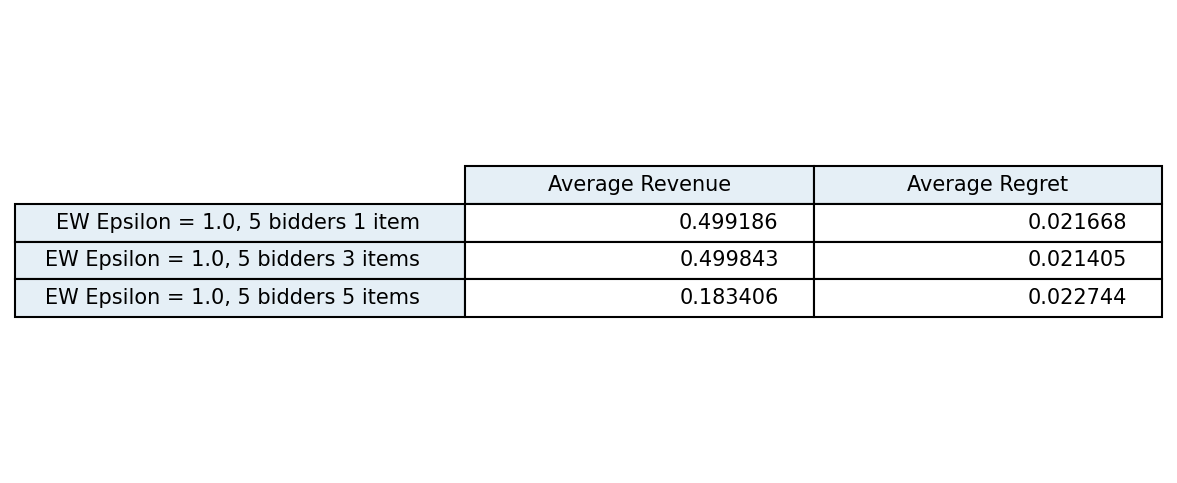 Average Revenue Average Regret
EW Epsilon = 1.0, 5 bidders 1 item 0.499186 0.021668
EW Epsilon = 1.0, 5 bidders 3 items 0.499843 0.021405
EW Epsilon = 1.0, 5 bidders 5 items 0.183406 0.022744